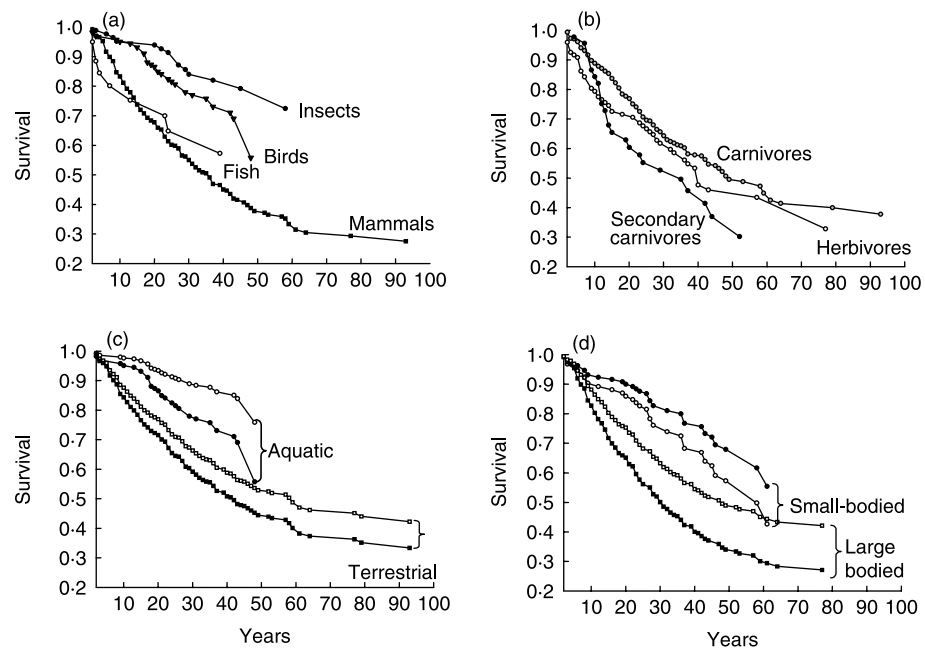 (a)
1·0
0·9
0·8
0·7
0·6
0·5
0·4
0·3
0·2
Survival
Insects
Birds
Fish
Mammals
10 20 30 40 50 60 70 80 90 100
(b)
1·0
0·9
0·8
0·7
0·6
0·5
0·4
0·3
0·2
Survival
Carnivores
Secondary
carnivores
Herbivores
10 20 30 40 50 60 70 80 90 100
(c)
1·0
0·9
0·8
0·7
0·6
0·5
0·4
0·3
0·2
Survival
Aquatic
Terrestrial
10 20 30 40 50 60 70 80 90 100
Years
(d)
1·0
0·9
0·8
0·7
0·6
0·5
0·4
0·3
0·2
Survival
Small-bodied
Large
bodied
10 20 30 40 50 60 70 80 90 100
Years